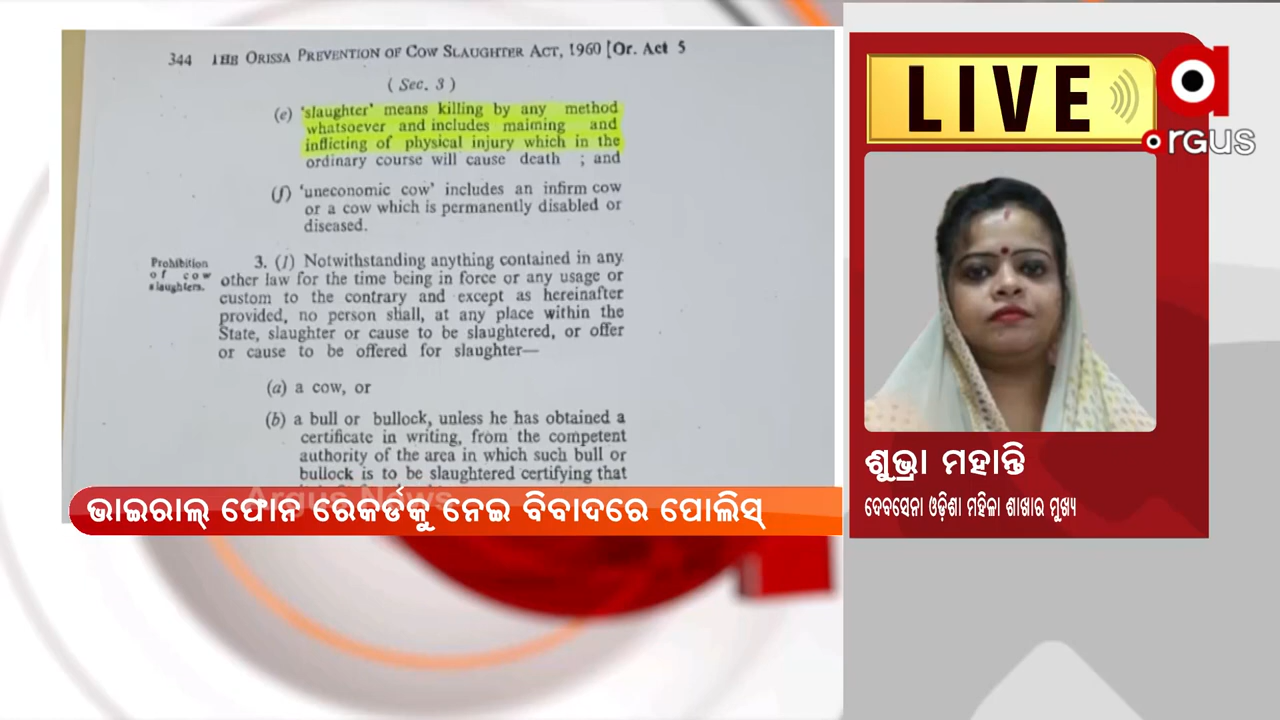 344 THE ORISSA PREVENTION OF COW SLAUGHTER ACT, 1960 [Or. Act 5
( Sec. 3 )
(e) 'slaughter' means killing by any method
whatsoever and includes maiming and
inflicting of physical injury which in the
ordinary course will cause death ; and
(f) 'uneconomic cow' includes an infirm cow
or a cow which is permanently disabled or
diseased.
Prohibition
of cow
slaughters.
3. (1) Notwithstanding anything contained in any
other law for the time being in force or any usage or
custom to the contrary and except as hereinafter
provided, no person shall, at any place within the
State, slaughter or cause to be slaughtered, or offer
or cause to be offered for slaughter—
(a) a cow, or
(b) a bull or bullock, unless he has obtained a
certificate in writing, from the competent
authority of the area in which such bull or
bullock is to be slaughtered certifying that
Argus News
ଭାଇରାଲ୍ ଫୋନ ରେକର୍ଡକୁ ନେଇ ବିବାଦରେ ପୋଲିସ୍
LIVE
argus
ଶୁଭ୍ରା ମହାନ୍ତି
ଦେବସେନା ଓଡ଼ିଶା ମହିଳା ଶାଖାର ମୁଖ୍ୟ